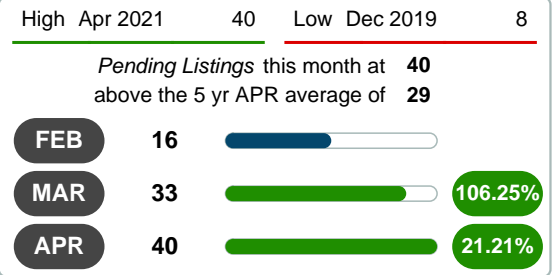 High Apr 2021 40 Low Dec 2019 8
Pending Listings this month at 40
above the 5 yr APR average of 29
FEB 16
MAR 33 106.25%
APR 40 21.21%